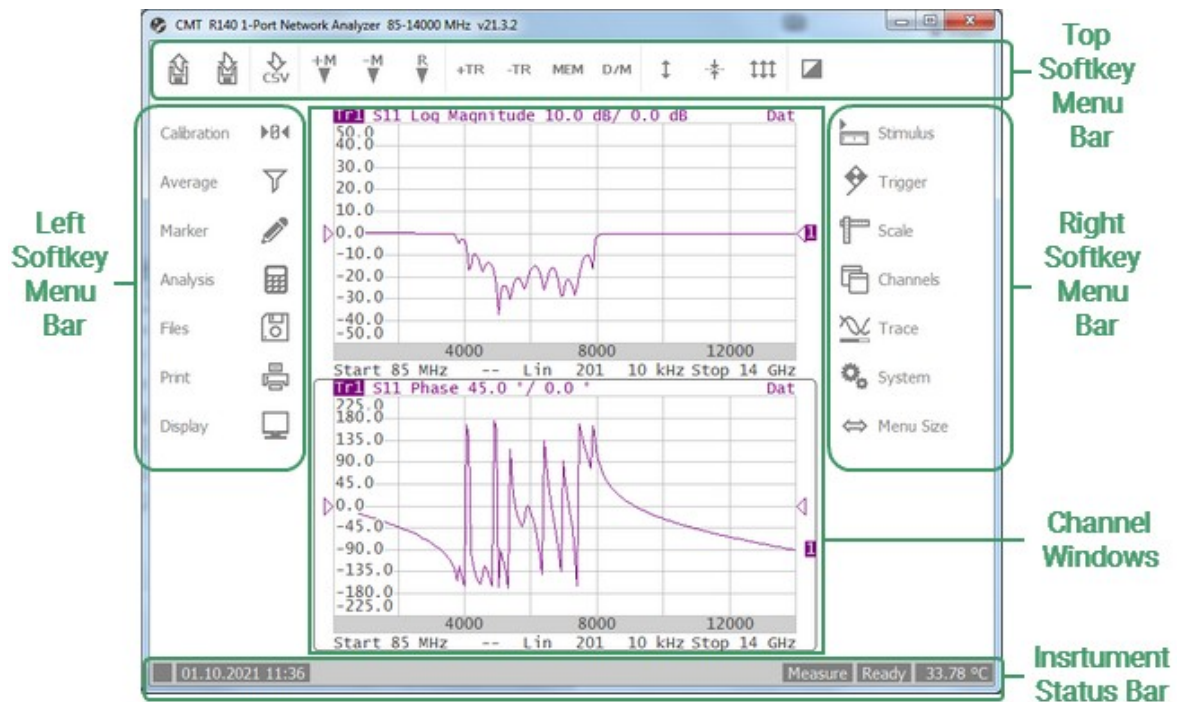 CMT R140 1-Port Network Analyzer 85-14000 MHz v21.3.2
Top
Softkey
Menu
Bar
CSV
+M
-M
R
+TR
-TR
MEM
D/M
Left
Softkey
Menu
Bar
Calibration
Average
Marker
Analysis
Files
Print
Display
Tr1 S11 Log Magnitude 10.0 dB/ 0.0 dB Dat
50.0
40.0
30.0
20.0
10.0
0.0
-10.0
-20.0
-30.0
-40.0
-50.0
1
4000 8000 12000
Start 85 MHz -- Lin 201 10 kHz Stop 14 GHz
Tr1 S11 Phase 45.0 °/ 0.0 ° Dat
225.0
180.0
135.0
90.0
45.0
0.0
-45.0
-90.0
-135.0
-180.0
-225.0
1
4000 8000 12000
Start 85 MHz -- Lin 201 10 kHz Stop 14 GHz
Stimulus
Trigger
Scale
Channels
Trace
System
Menu Size
Right
Softkey
Menu
Bar
Channel
Windows
01.10.2021 11:36
Measure Ready 33.78 ºC
Insrtument
Status Bar